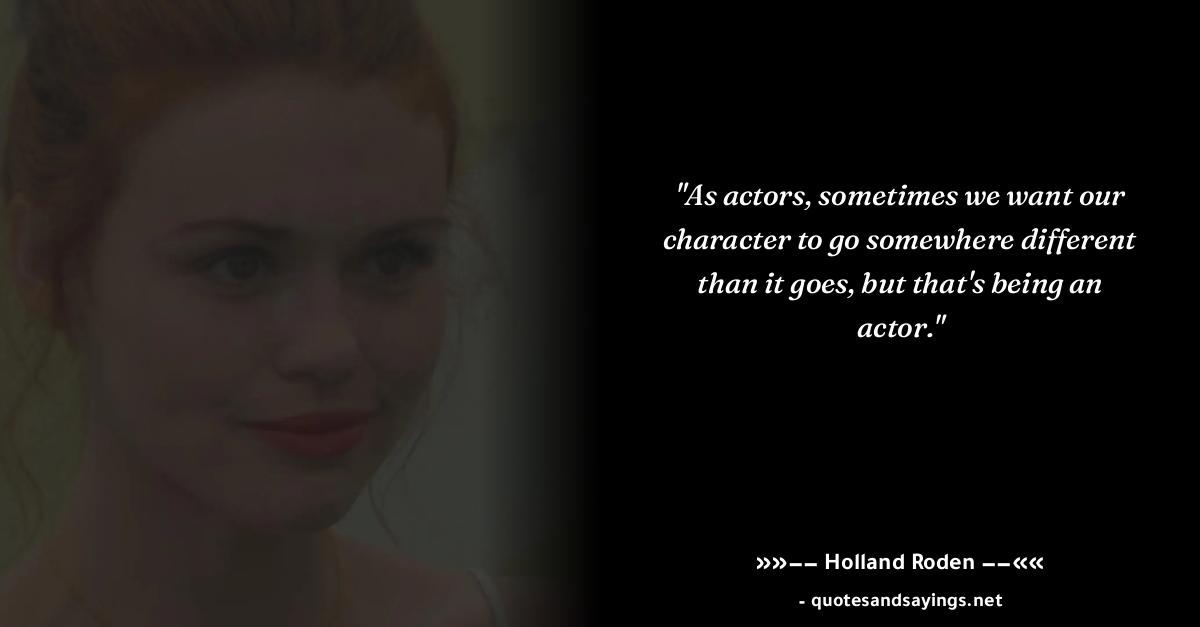 "As actors, sometimes we want our
character to go somewhere different
than it goes, but that's being an
actor."
»»−− Holland Roden −−««
- quotesandsayings.net